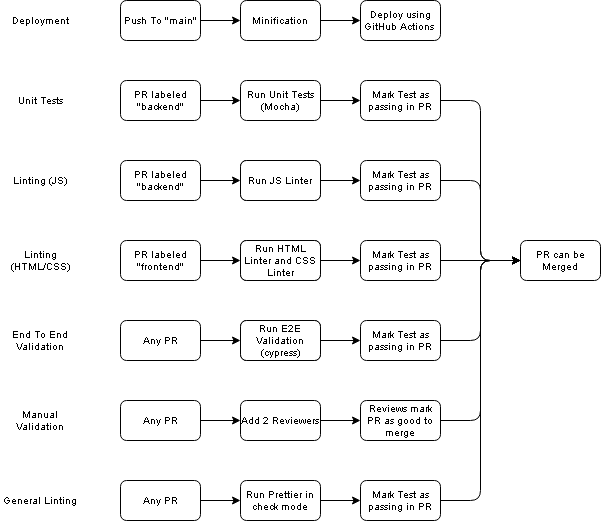 Deployment
Push To "main"
Minification
Deploy using
GitHub Actions
Unit Tests
PR labeled
"backend"
Run Unit Tests
(Mocha)
Mark Test as
passing in PR
Linting (JS)
PR labeled
"backend"
Run JS Linter
Mark Test as
passing in PR
Linting
(HTML/CSS)
PR labeled
"frontend"
Run HTML
Linter and CSS
Linter
Mark Test as
passing in PR
PR can be
Merged
End To End
Validation
Any PR
Run E2E
Validation
(cypress)
Mark Test as
passing in PR
Manual
Validation
Any PR
Add 2 Reviewers
Reviews mark
PR as good to
merge
General Linting
Any PR
Run Prettier in
check mode
Mark Test as
passing in PR